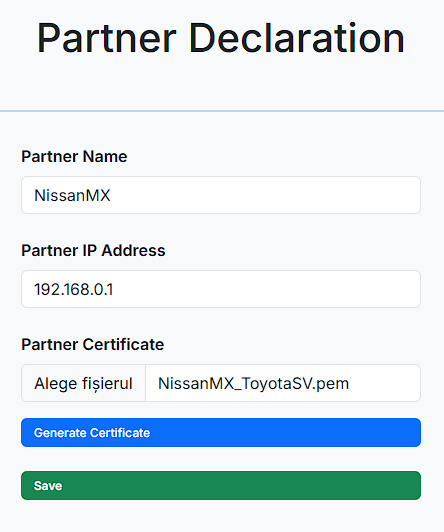 Partner Declaration
Partner Name
NissanMX
Partner IP Address
192.168.0.1
Partner Certificate
Alege fișierul NissanMX_ToyotaSV.pem
Generate Certificate
Save